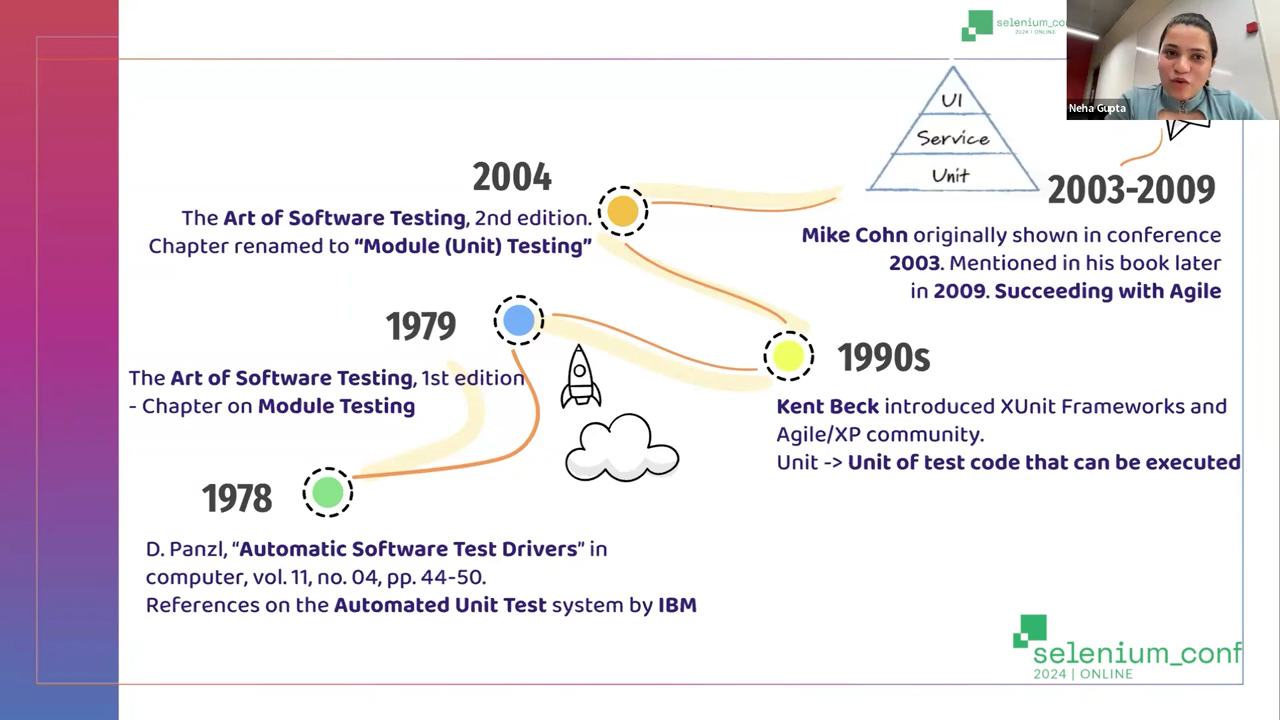 selenium_conf
2024 | ONLINE
Neha Gupta
UI
Service
Unit
2003-2009
Mike Cohn originally shown in conference
2003. Mentioned in his book later
in 2009. Succeeding with Agile
2004
The Art of Software Testing, 2nd edition.
Chapter renamed to “Module (Unit) Testing”
1979
The Art of Software Testing, 1st edition
- Chapter on Module Testing
1990s
Kent Beck introduced XUnit Frameworks and
Agile/XP community.
Unit -> Unit of test code that can be executed
1978
D. Panzl, “Automatic Software Test Drivers” in
computer, vol. 11, no. 04, pp. 44-50.
References on the Automated Unit Test system by IBM
selenium_conf
2024 | ONLINE